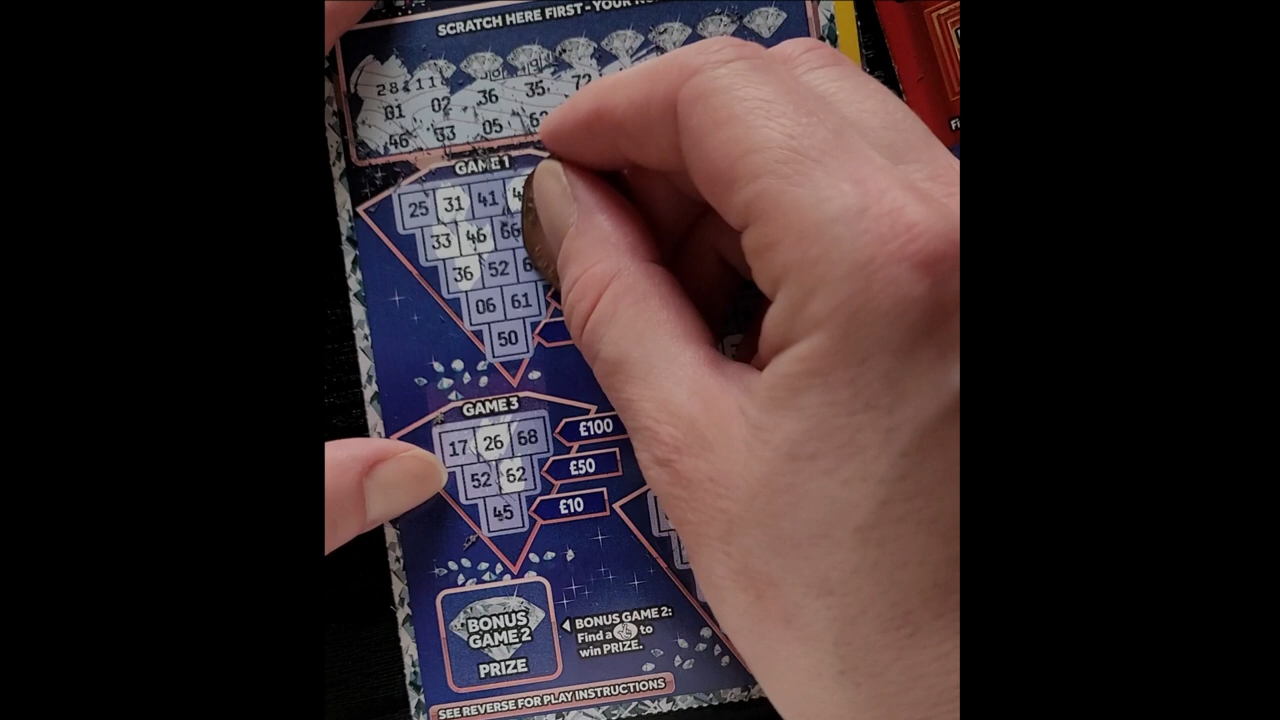 SCRATCH HERE FIRST - YOUR
28 11 18 19
01 02 36 35 72
46 33 05
GAME 1
25 31 41
33 46 66
36 52
06 61
50
GAME 3
17 26 68 £100
52 62 £50
45 £10
BONUS
GAME 2
PRIZE
BONUS GAME 2:
Find a to
win PRIZE.
SEE REVERSE FOR PLAY INSTRUCTIONS